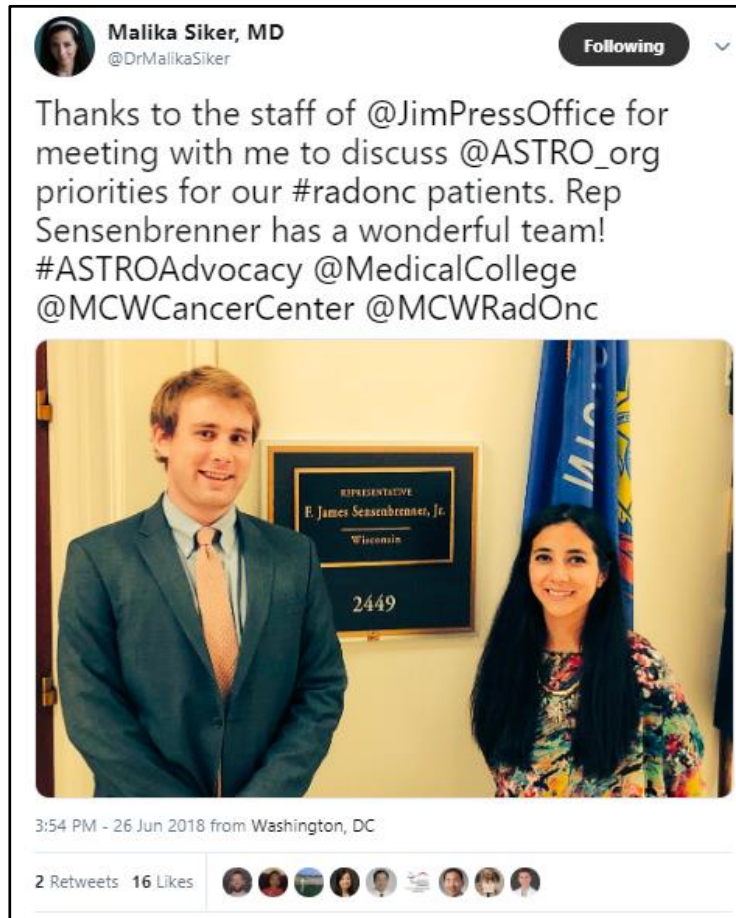 Malika Siker, MD
@DrMalikaSiker
Following
Thanks to the staff of @JimPressOffice for
meeting with me to discuss @ASTRO_org
priorities for our #radonc patients. Rep
Sensenbrenner has a wonderful team!
#ASTROAdvocacy @MedicalCollege
@MCWCancerCenter @MCWRadOnc
REPRESENTATIVE
F. James Sensenbrenner, Jr.
Wisconsin
2449
3:54 PM - 26 Jun 2018 from Washington, DC
2 Retweets 16 Likes